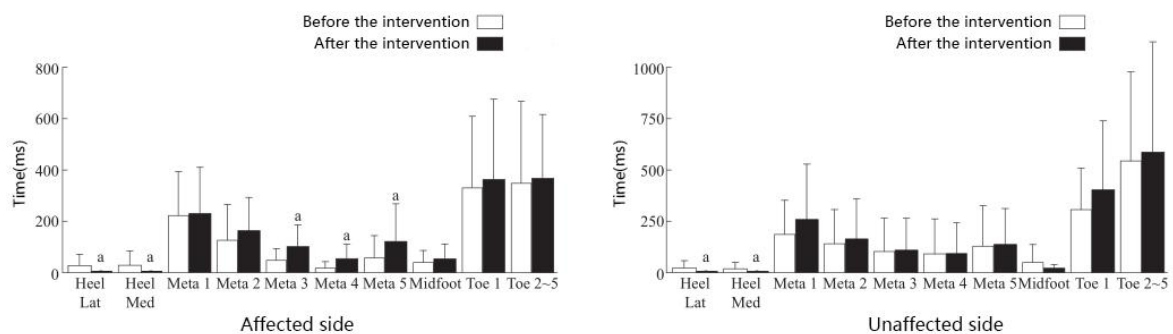 Before the intervention
After the intervention
800
600
400
200
0
Time(ms)
a
a
a
a
a
Heel Lat
Heel Med
Meta 1
Meta 2
Meta 3
Meta 4
Meta 5
Midfoot
Toe 1
Toe 2~5
Affected side
Before the intervention
After the intervention
1000
750
500
250
0
Time(ms)
a
a
Heel Lat
Heel Med
Meta 1
Meta 2
Meta 3
Meta 4
Meta 5
Midfoot
Toe 1
Toe 2~5
Unaffected side